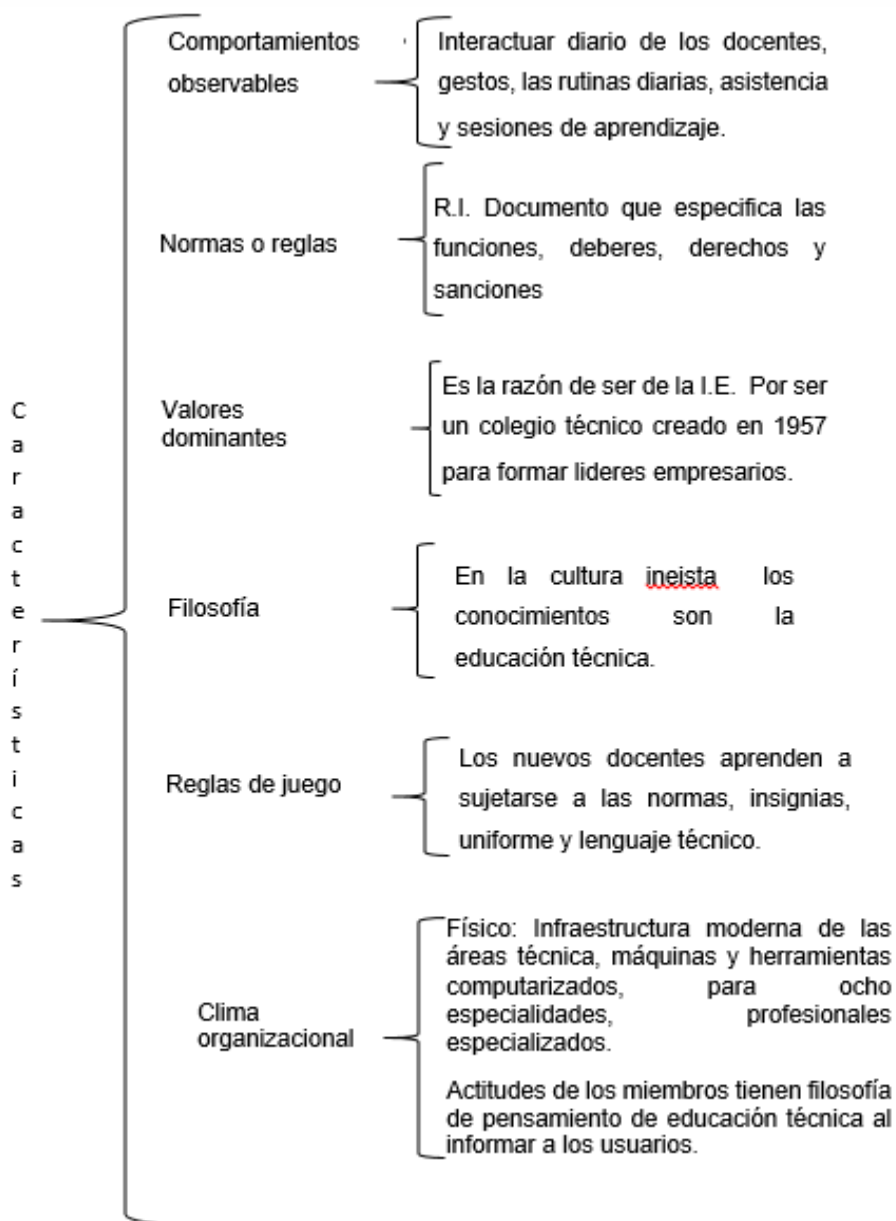 Características
Comportamientos
observables
Interactuar diario de los docentes,
gestos, las rutinas diarias, asistencia
y sesiones de aprendizaje.
Normas o reglas
R.I. Documento que especifica las
funciones, deberes, derechos y
sanciones
Valores
dominantes
Es la razón de ser de la I.E. Por ser
un colegio técnico creado en 1957
para formar lideres empresarios.
Filosofía
En la cultura ineista los
conocimientos son la
educación técnica.
Reglas de juego
Los nuevos docentes aprenden a
sujetarse a las normas, insignias,
uniforme y lenguaje técnico.
Clima
organizacional
Físico: Infraestructura moderna de las
áreas técnica, máquinas y herramientas
computarizados, para ocho
especialidades, profesionales
especializados.
Actitudes de los miembros tienen filosofía
de pensamiento de educación técnica al
informar a los usuarios.